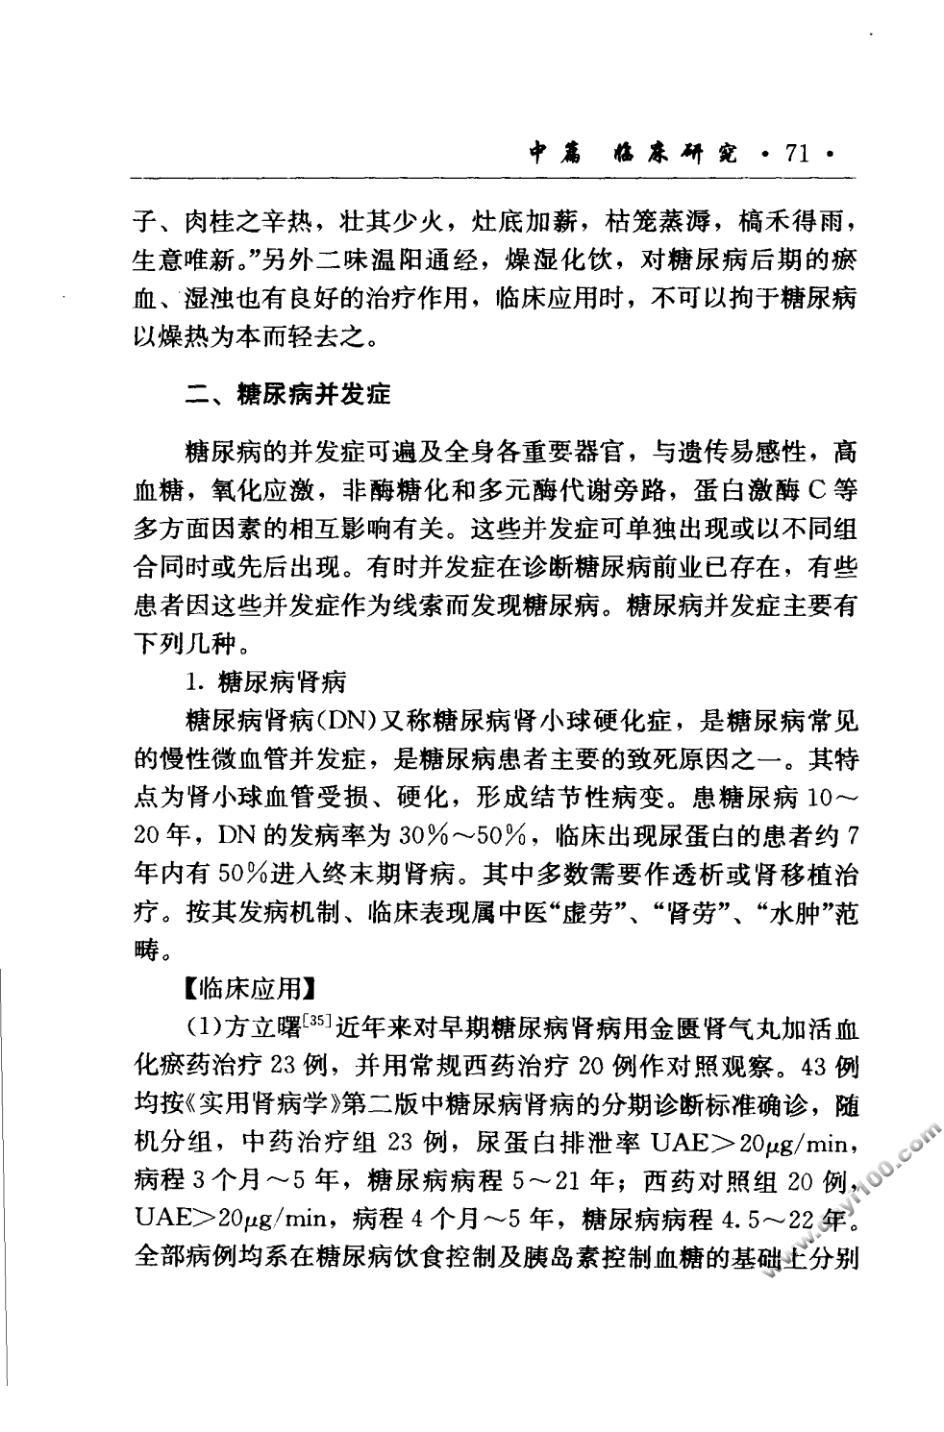 中篇 临床研究 · 71 ·
子、肉桂之辛热，壮其少火，灶底加薪，枯笼蒸溽，槁禾得雨，
生意唯新。”另外二味温阳通经，燥湿化饮，对糖尿病后期的瘀
血、湿浊也有良好的治疗作用，临床应用时，不可以拘于糖尿病
以燥热为本而轻去之。
二、糖尿病并发症
糖尿病的并发症可遍及全身各重要器官，与遗传易感性，高
血糖，氧化应激，非酶糖化和多元酶代谢旁路，蛋白激酶 C 等
多方面因素的相互影响有关。这些并发症可单独出现或以不同组
合同时或先后出现。有时并发症在诊断糖尿病前业已存在，有些
患者因这些并发症作为线索而发现糖尿病。糖尿病并发症主要有
下列几种。
1. 糖尿病肾病
糖尿病肾病(DN)又称糖尿病肾小球硬化症，是糖尿病常见
的慢性微血管并发症，是糖尿病患者主要的致死原因之一。其特
点为肾小球血管受损、硬化，形成结节性病变。患糖尿病 10～
20 年，DN 的发病率为 30%～50%，临床出现尿蛋白的患者约 7
年内有 50%进入终末期肾病。其中多数需要作透析或肾移植治
疗。按其发病机制、临床表现属中医“虚劳”、“肾劳”、“水肿”范
畴。
【临床应用】
(1)方立曙[35]近年来对早期糖尿病肾病用金匮肾气丸加活血
化瘀药治疗 23 例，并用常规西药治疗 20 例作对照观察。43 例
均按《实用肾病学》第二版中糖尿病肾病的分期诊断标准确诊，随
机分组，中药治疗组 23 例，尿蛋白排泄率 UAE＞20μg/min，
病程 3 个月～5 年，糖尿病病程 5～21 年；西药对照组 20 例，
UAE＞20μg/min，病程 4 个月～5 年，糖尿病病程 4.5～22 年。
全部病例均系在糖尿病饮食控制及胰岛素控制血糖的基础上分别